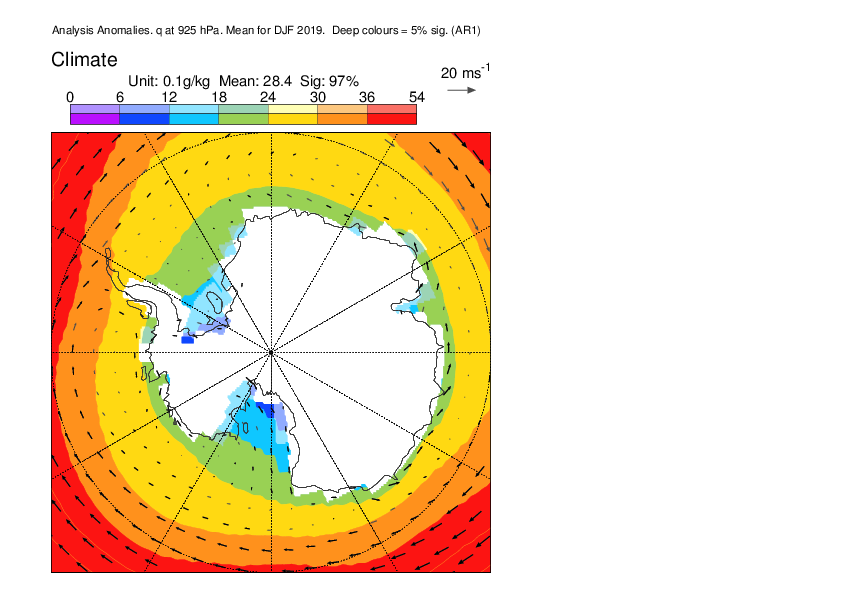 Analysis Anomalies. q at 925 hPa. Mean for DJF 2019.  Deep colours = 5% sig. (AR1)
Climate
20 ms-1
Unit: 0.1g/kg  Mean: 28.4  Sig: 97%
0 6 12 18 24 30 36 54